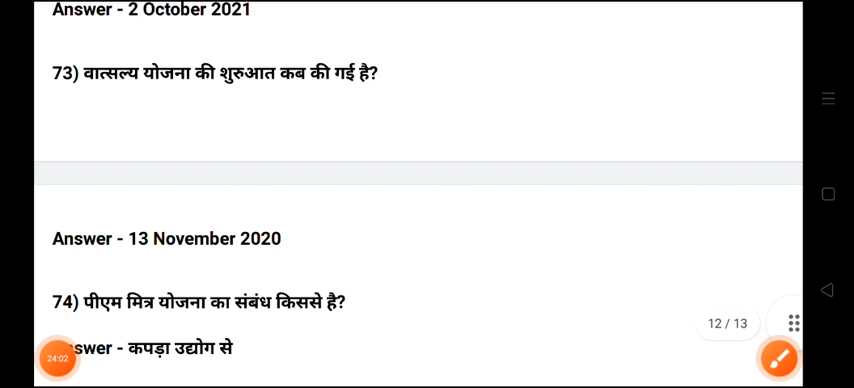 Answer - 2 October 2021
73) वात्सल्य योजना की शुरुआत कब की गई है?
Answer - 13 November 2020
74) पीएम मित्र योजना का संबंध किससे है?
12 / 13
swer - कपड़ा उद्योग से
24:02